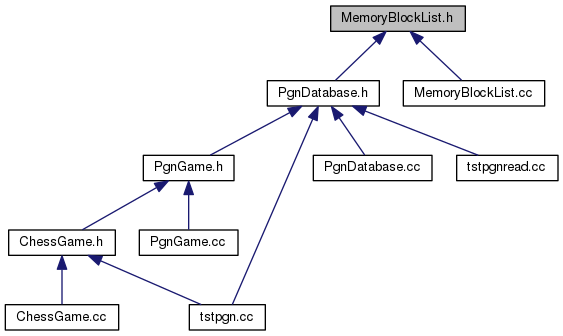 MemoryBlockList.h
PgnDatabase.h
MemoryBlockList.cc
PgnGame.h
PgnDatabase.cc
tstpgnread.cc
ChessGame.h
PgnGame.cc
ChessGame.cc
tstpgn.cc